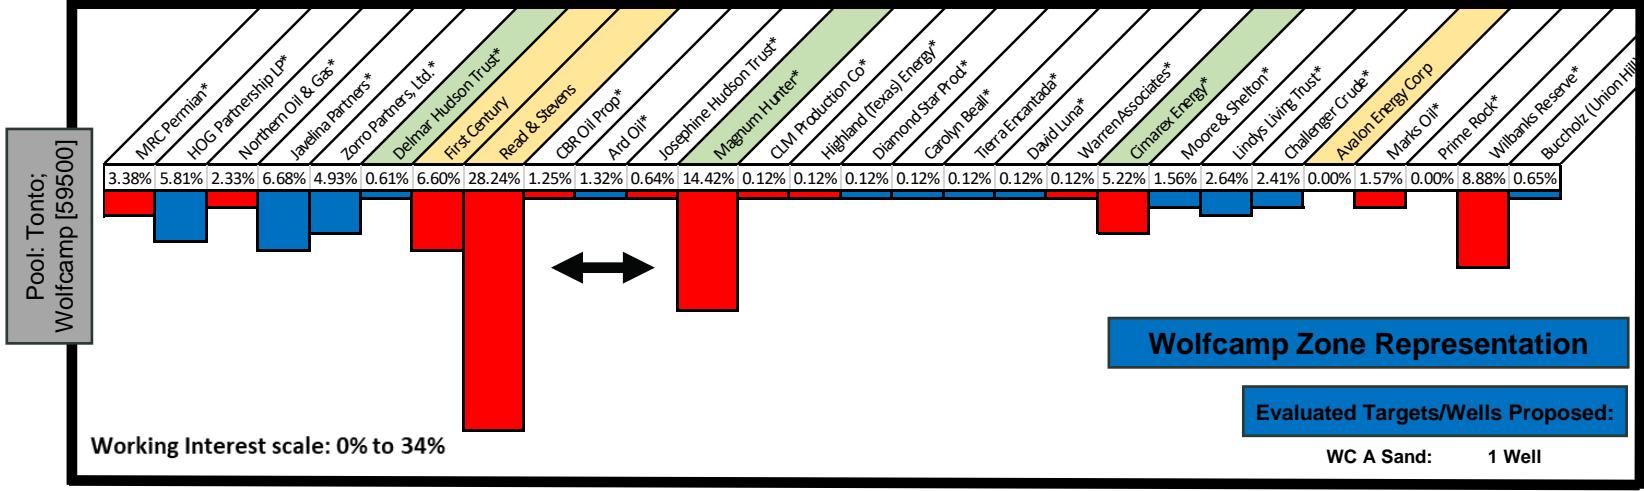 MRC Permian*
HOG Partnership LP*
Northern Oil & Gas*
Javelina Partners*
Zorro Partners, Ltd.*
Delmar Hudson Trust*
First Century
Read & Stevens
CBR Oil Prop*
Ard Oil*
Josephine Hudson Trust*
Magnum Hunter*
CLM Production Co*
Highland (Texas) Energy*
Diamond Star Prod*
Carolyn Beall*
Tierra Encantada*
David Luna*
Warren Associates*
Cimarex Energy*
Moore & Shelton*
Lindys Living Trust*
Challenger Crude*
Avalon Energy Corp
Marks Oil*
Prime Rock*
Wilbanks Reserve*
Buccholz (Union Hill
3.38% 5.81% 2.33% 6.68% 4.93% 0.61% 6.60% 28.24% 1.25% 1.32% 0.64% 14.42% 0.12% 0.12% 0.12% 0.12% 0.12% 0.12% 0.12% 5.22% 1.56% 2.64% 2.41% 0.00% 1.57% 0.00% 8.88% 0.65%
Pool: Tonto;
Wolfcamp [59500]
Wolfcamp Zone Representation
Evaluated Targets/Wells Proposed:
Working Interest scale: 0% to 34%
WC A Sand: 1 Well